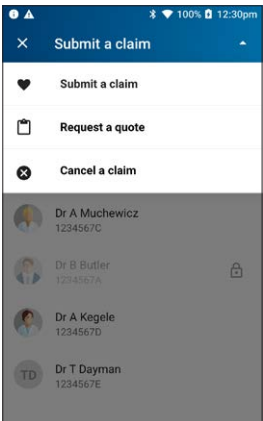 100% 12:30pm
Submit a claim
Submit a claim
Request a quote
Cancel a claim
Dr A Muchewicz
1234567C
Dr B Butler
1234567A
Dr A Kegele
1234567D
TD
Dr T Dayman
1234567E